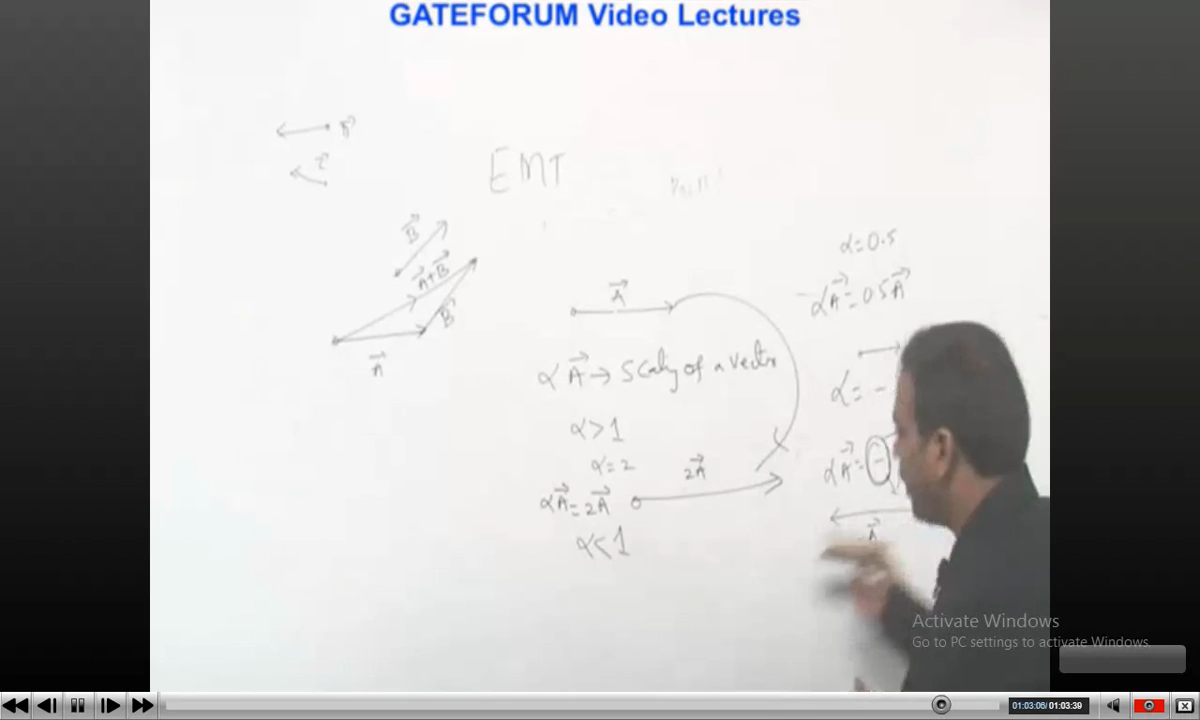 GATEFORUM Video Lectures
EMT
B
A+B
B
A
A
α A → Scaling of a vector
α > 1
α = 2
αA = 2A
2A
α < 1
α = 0.5
αA = 0.5A
α = -
αA = -
A
Activate Windows
Go to PC settings to activate Windows.
01:03:06/ 01:03:39